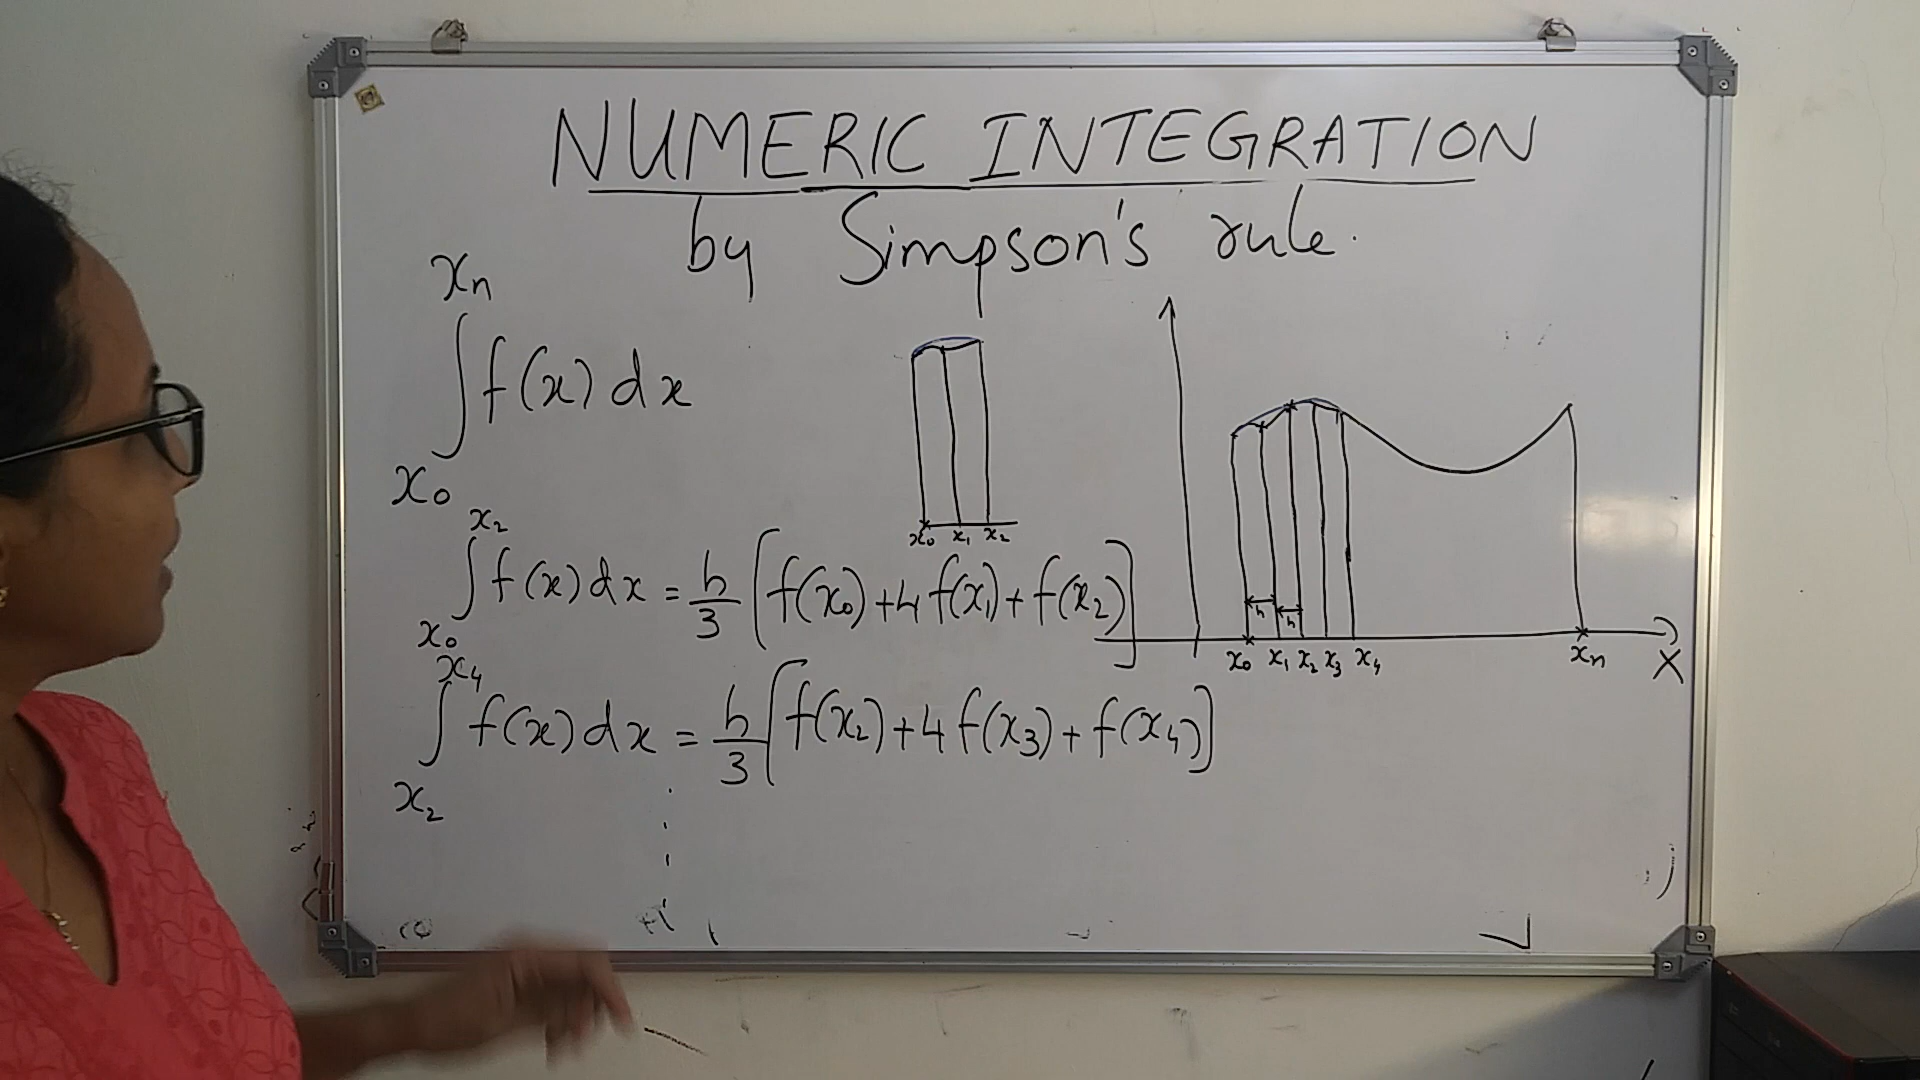 NUMERIC INTEGRATION
by Simpson's rule.
xn
∫ f(x) dx
x0
x0 x1 x2
x2
∫ f(x) dx = h/3 [f(x0) + 4 f(x1) + f(x2)]
x0
x4
∫ f(x) dx = h/3 [f(x2) + 4 f(x3) + f(x4)]
x2
h h
x0 x1 x2 x3 x4 xn X